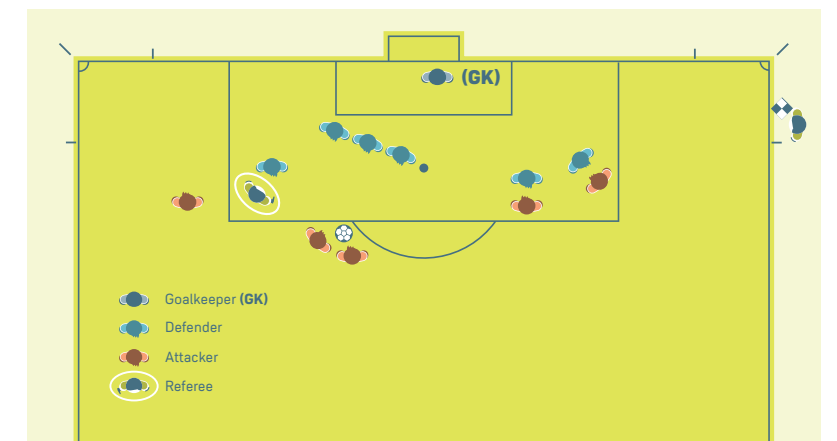 (GK)
Goalkeeper (GK)
Defender
Attacker
Referee